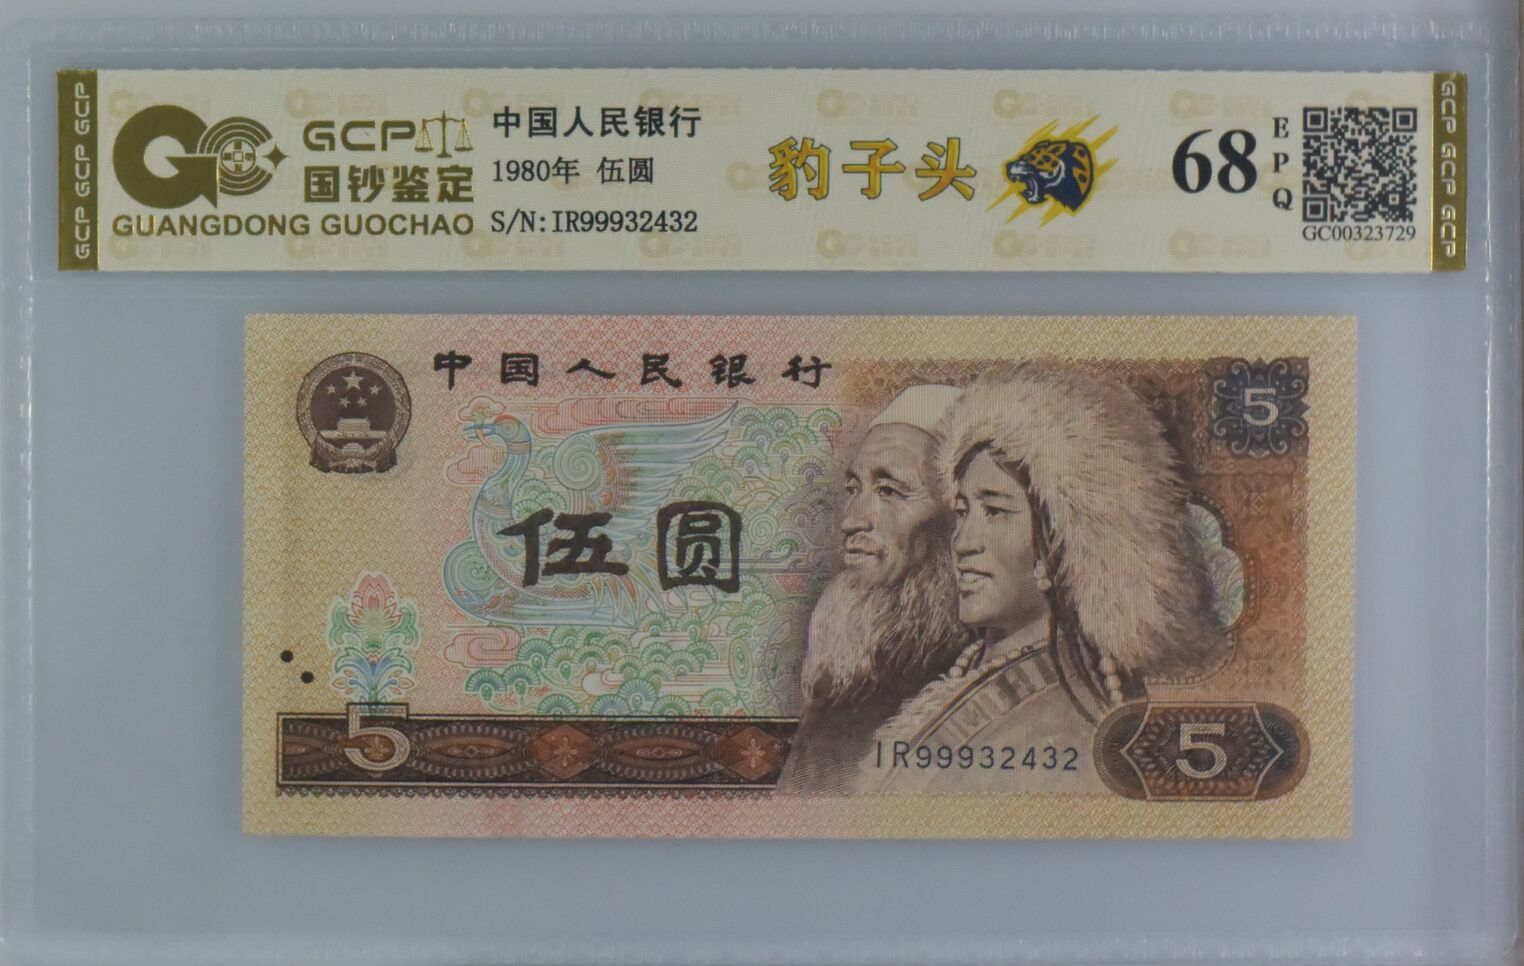 GCP GCP GCP
GCP
国钞鉴定
GUANGDONG GUOCHAO
中国人民银行
1980年 伍圆
S/N:IR99932432
豹子头
68
EPQ
GC00323729
GCP GCP GCP
中国人民银行
5
伍圆
5
IR99932432
5